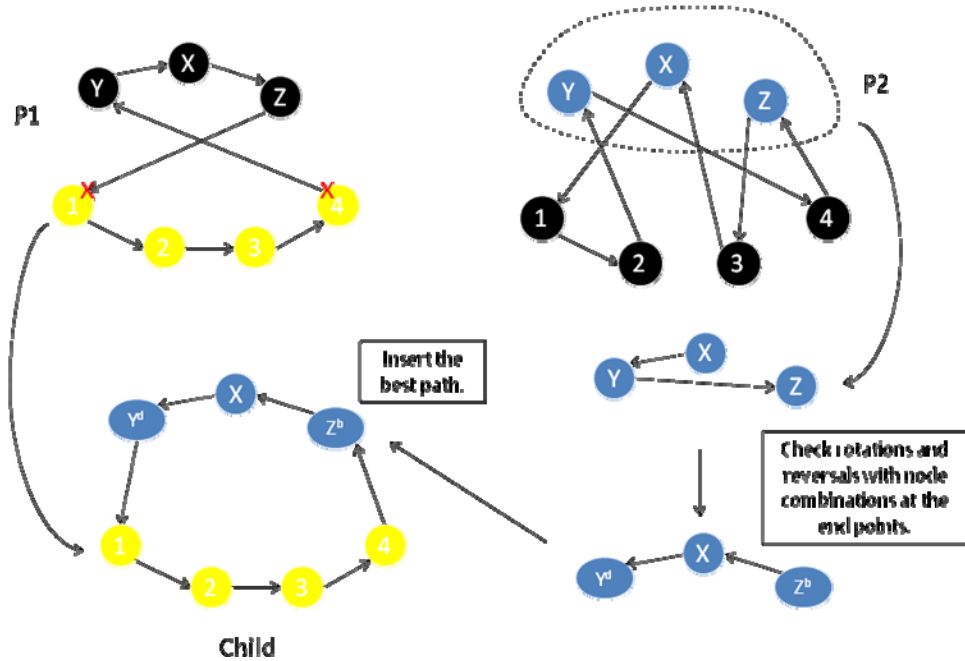 P1
Y
X
Z
X
1
2
3
X
4
P2
Y
X
Z
1
2
3
4
X
Y
Z
Insert the
best path.
Check rotations and
reversals with node
combinations at the
end points.
Yᵈ
X
Zᵇ
1
2
3
4
Child
Yᵈ
X
Zᵇ